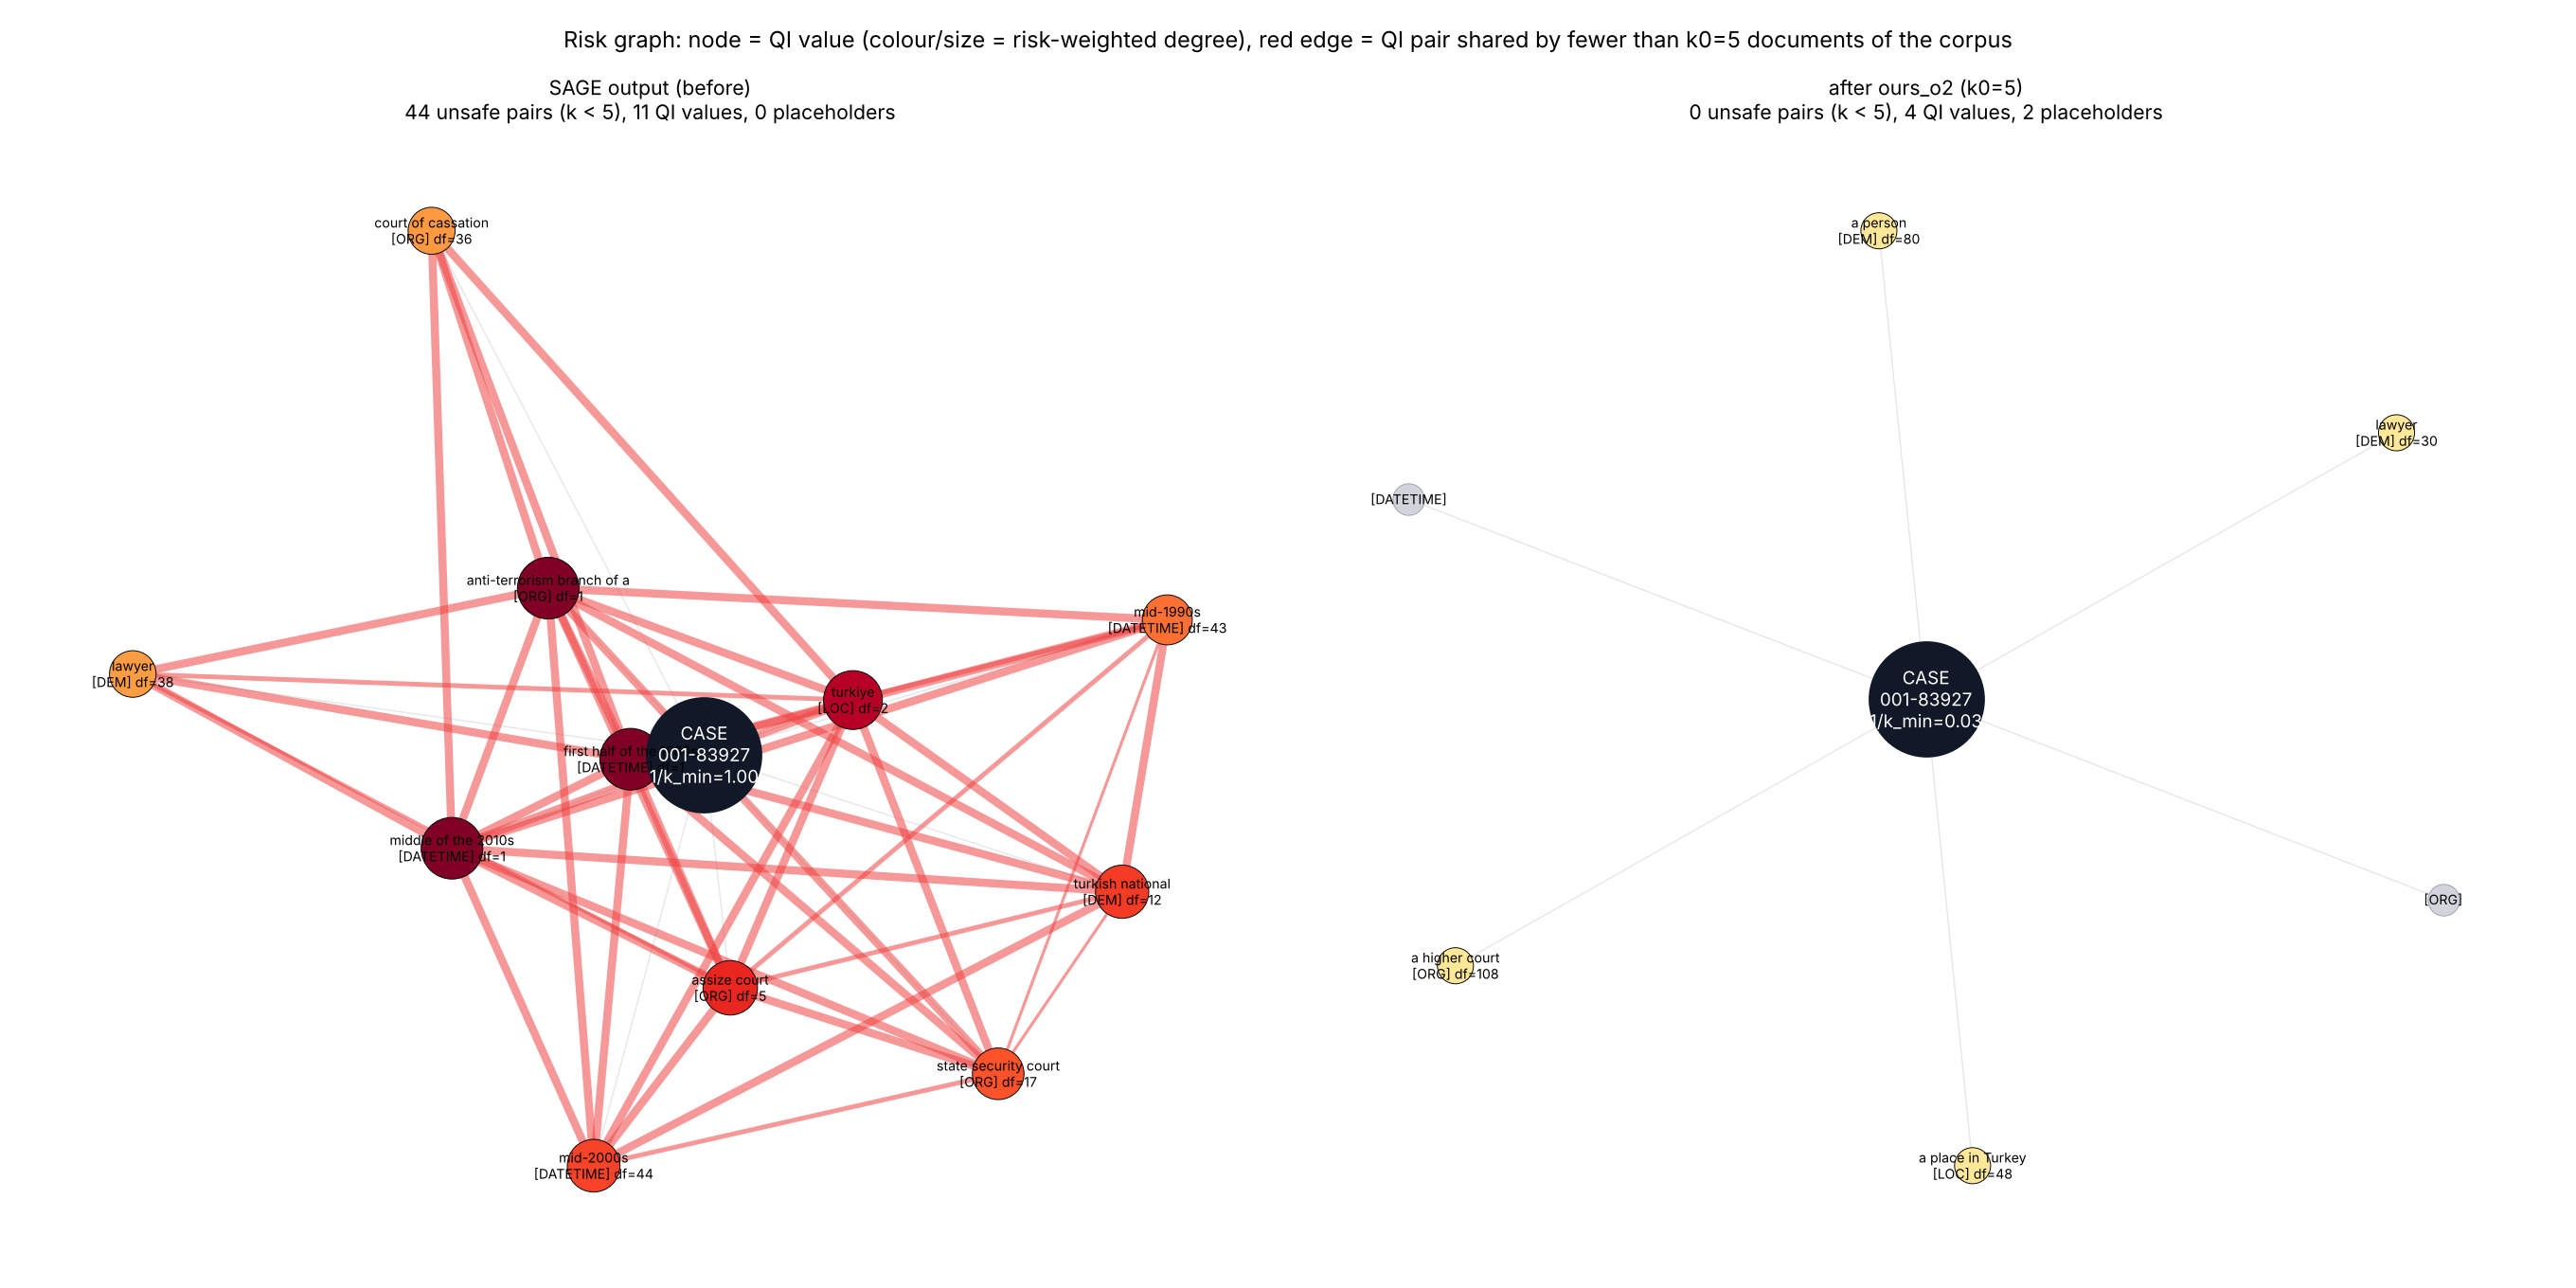 Risk graph: node = QI value (colour/size = risk-weighted degree), red edge = QI pair shared by fewer than k0=5 documents of the corpus
SAGE output (before)
44 unsafe pairs (k < 5), 11 QI values, 0 placeholders
court of cassation
[ORG] df=36
anti-terrorism branch of a
[ORG] df=1
mid-1990s
[DATETIME] df=43
lawyer
[DEM] df=38
turkiye
[LOC] df=2
first half of the
[DATETIME]
CASE
001-83927
1/k_min=1.00
middle of the 2010s
[DATETIME] df=1
turkish national
[DEM] df=12
assize court
[ORG] df=5
state security court
[ORG] df=17
mid-2000s
[DATETIME] df=44
after ours_o2 (k0=5)
0 unsafe pairs (k < 5), 4 QI values, 2 placeholders
a person
[DEM] df=80
lawyer
[DEM] df=30
[DATETIME]
CASE
001-83927
1/k_min=0.03
[ORG]
a higher court
[ORG] df=108
a place in Turkey
[LOC] df=48